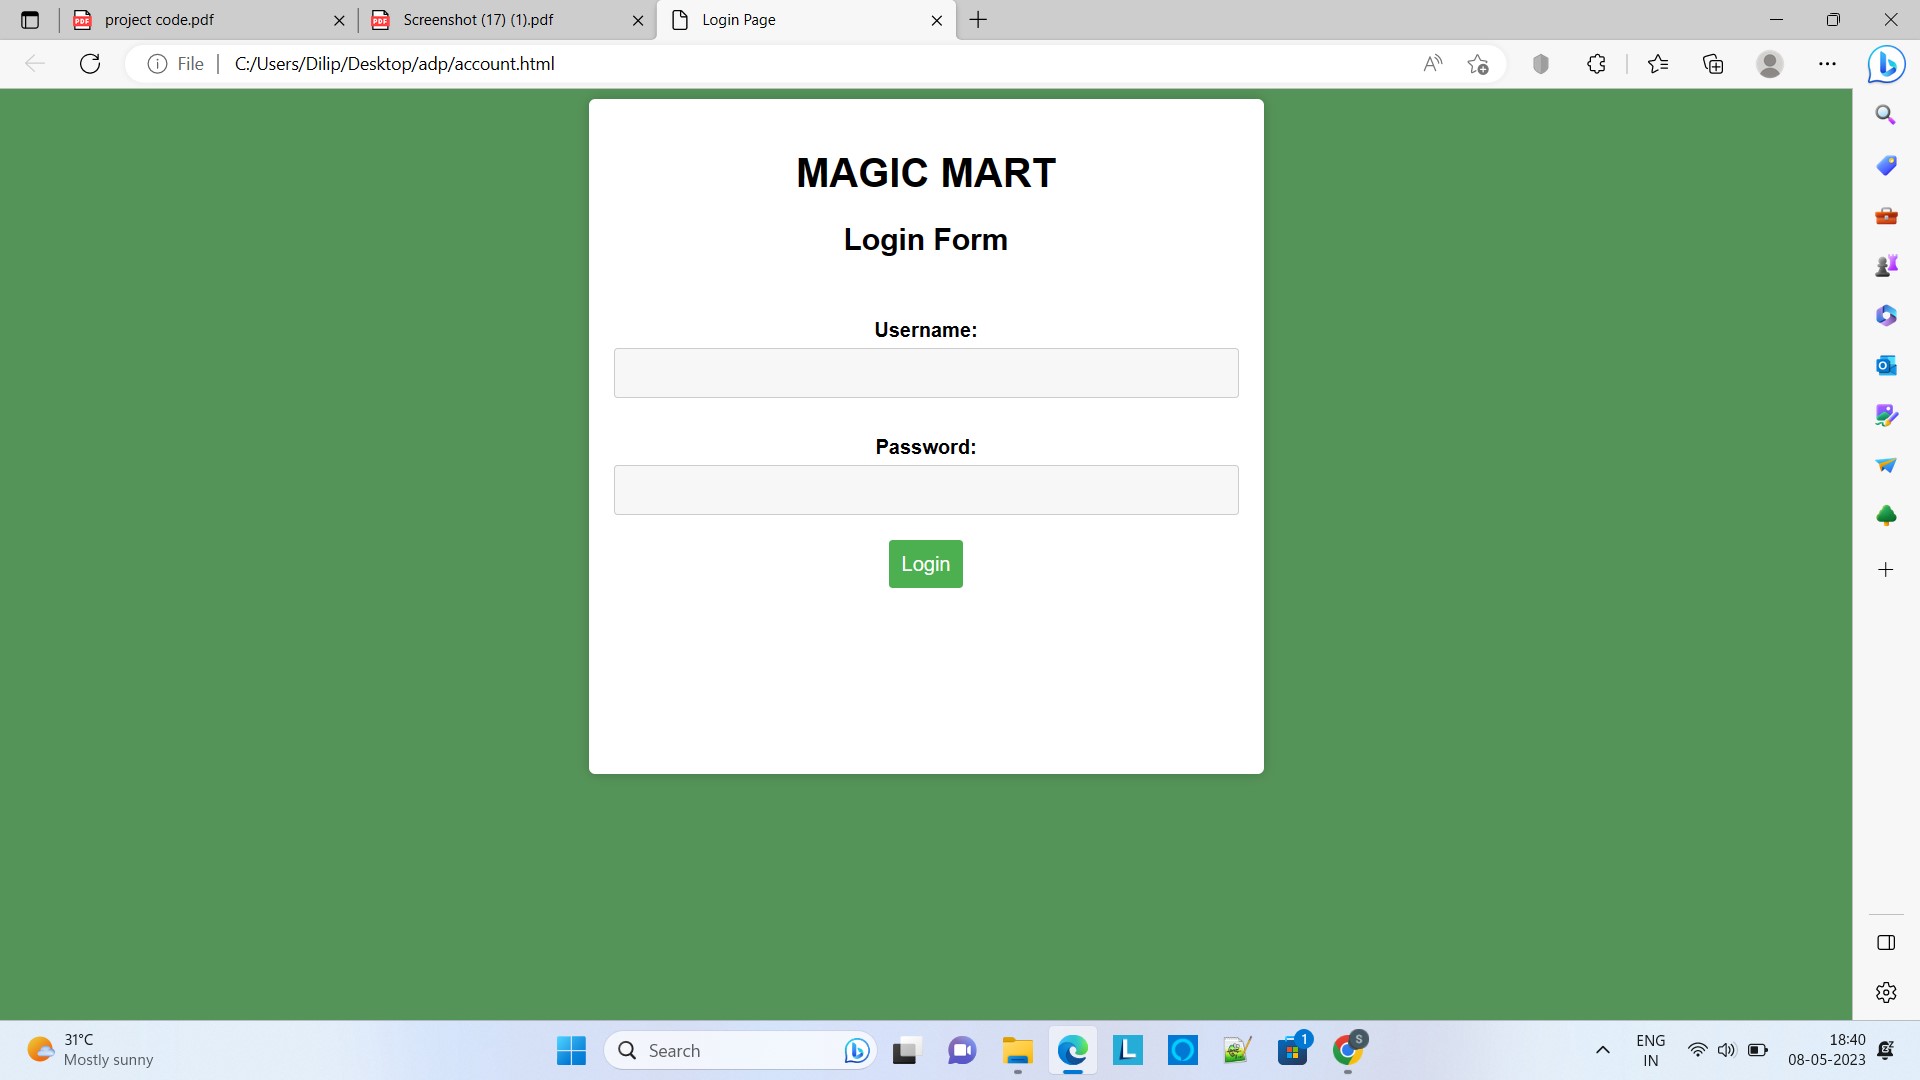 project code.pdf
Screenshot (17) (1).pdf
Login Page
File
C:/Users/Dilip/Desktop/adp/account.html
MAGIC MART
Login Form
Username:
Password:
Login
31°C
Mostly sunny
Search
1
S
ENG
IN
18:40
08-05-2023